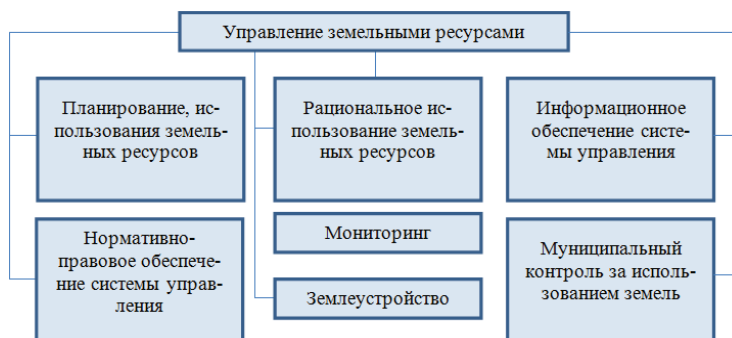 Управление земельными ресурсами
Планирование, ис-
пользования земель-
ных ресурсов
Рациональное ис-
пользование земель-
ных ресурсов
Информационное
обеспечение систе-
мы управления
Нормативно-
правовое обеспече-
ние системы управ-
ления
Мониторинг
Землеустройство
Муниципальный
контроль за исполь-
зованием земель